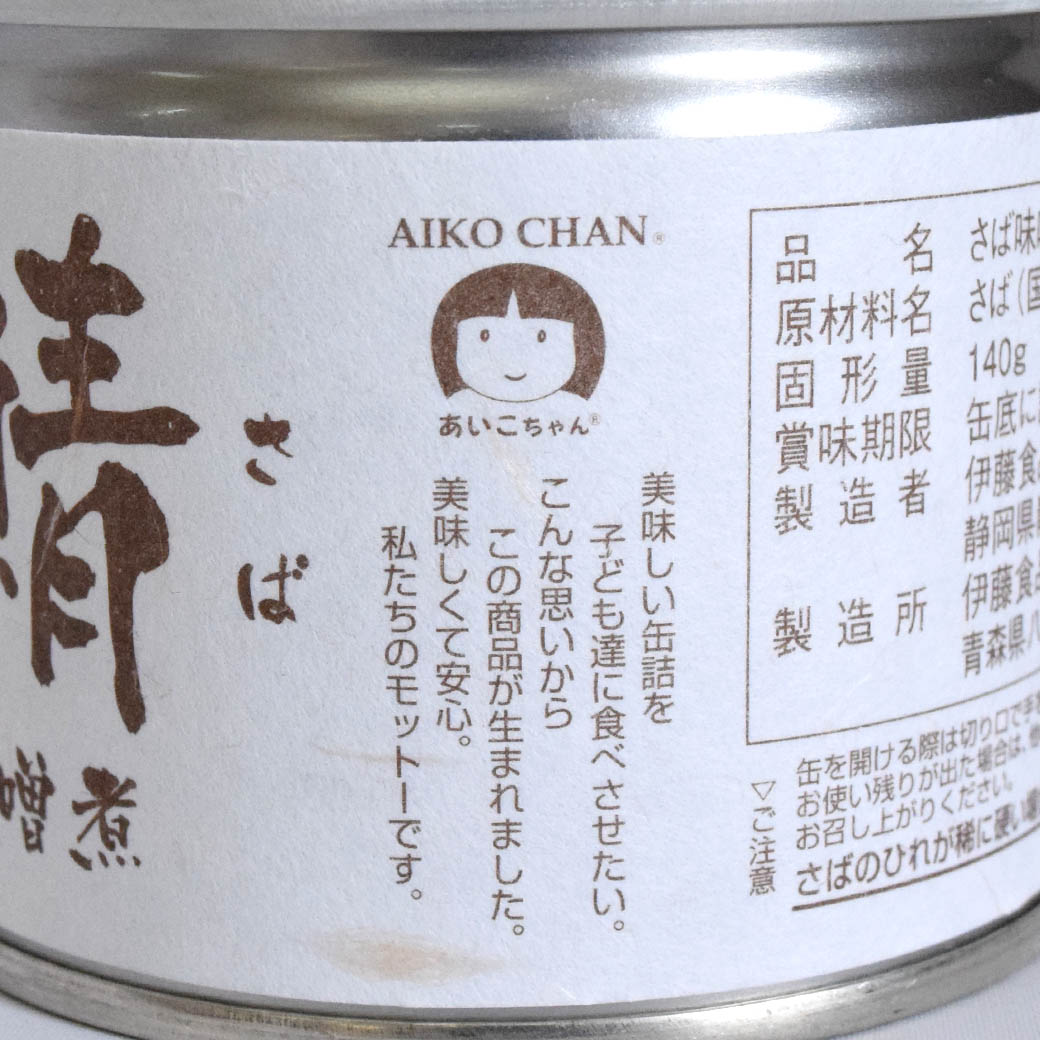 鯖
さば
噌煮
AIKO CHAN®
あいこちゃん®
美味しい缶詰を
子ども達に食べさせたい。
こんな思いから
この商品が生まれました。
美味しくて安心。
私たちのモットーです。
品名 さば味
原材料名 さば(国
固形量 140g
賞味期限 缶底に
製造者 伊藤食
静岡県
製造所 伊藤食品
青森県八
▽ご注意
缶を開ける際は切り口で手を
お使い残りが出た場合は、
お召し上がりください。
さばのひれが稀に硬い場